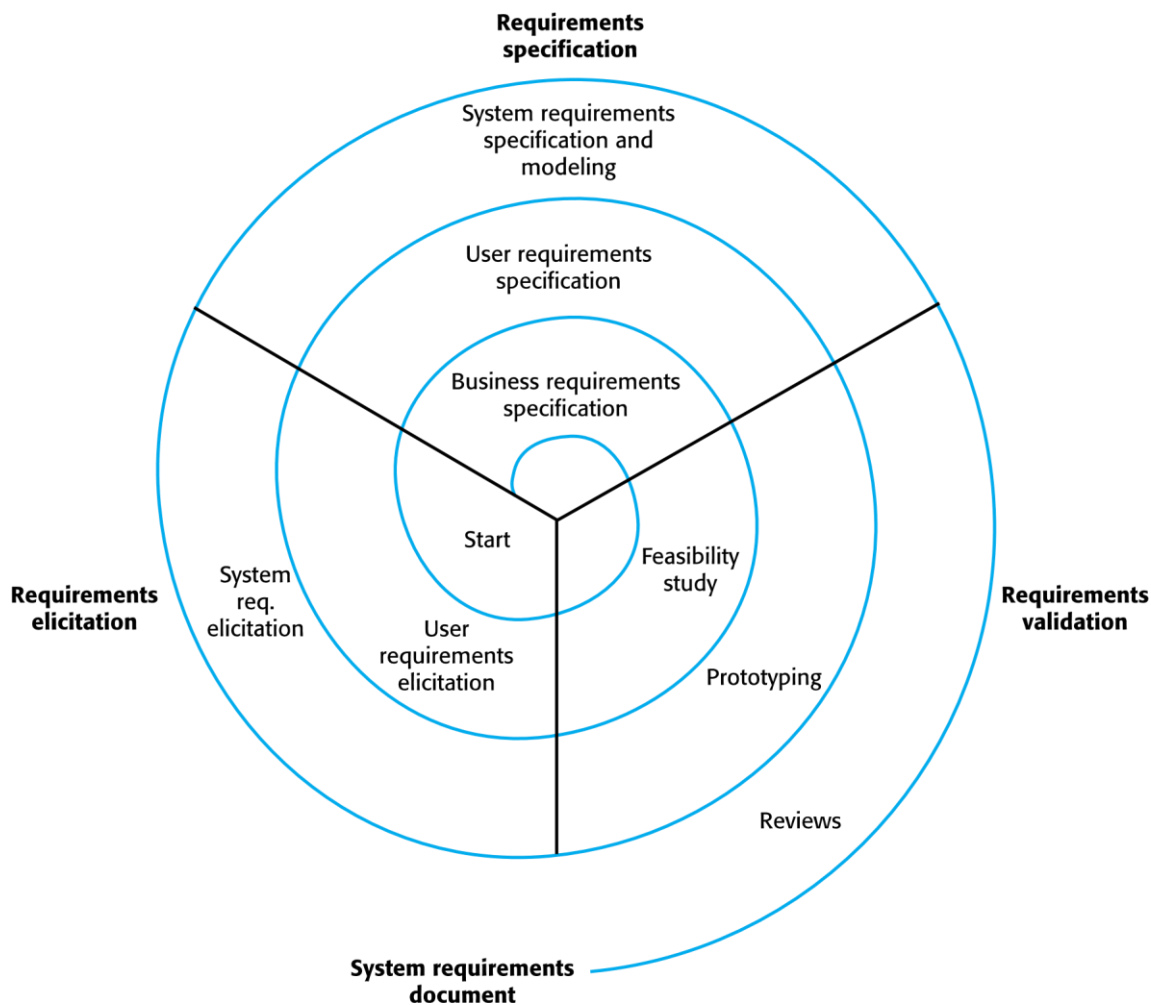 Requirements
specification
System requirements
specification and
modeling
User requirements
specification
Business requirements
specification
Start
Feasibility
study
System
req.
elicitation
Requirements
elicitation
Requirements
validation
User
requirements
elicitation
Prototyping
Reviews
System requirements
document